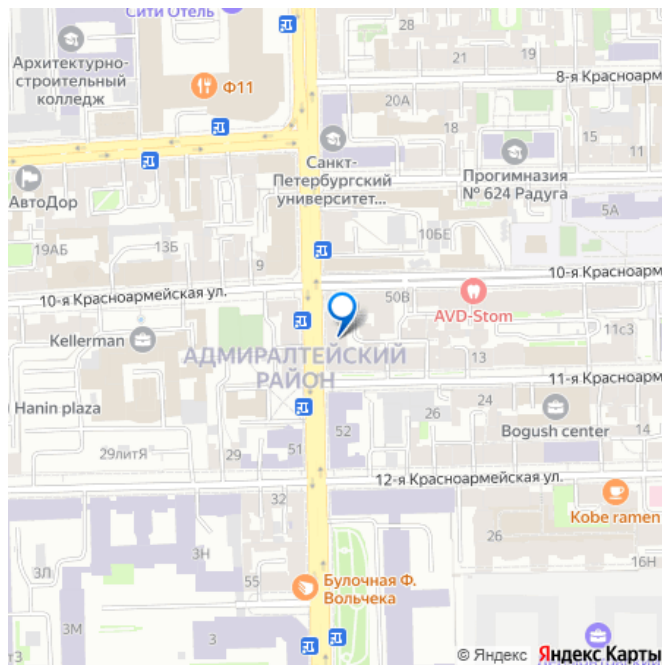 Сити Отель
28
21
Архитектурно-
строительный
колледж
Ф11
8-я Красноарм
20А
18
15
11
Санкт-
Петербургский
университет...
Прогимназия
№ 624 Радуга
АвтоДор
5А
19АБ
13Б
9
10БЕ
10-я Красноарм
10-я Красноармейская ул.
50В
AVD-Stom
11с3
Kellerman
АДМИРАЛТЕЙСКИЙ
РАЙОН
13
11-я Красноарм
Hanin plaza
26
24
Bogush center
29литЯ
29
51
52
24
12-я Красноармейская ул.
32
Kobe ramen
26
3Н
16Н
3Л
55
Булочная Ф.
Вольчека
3М
3
© Яндекс Яндекс Карты